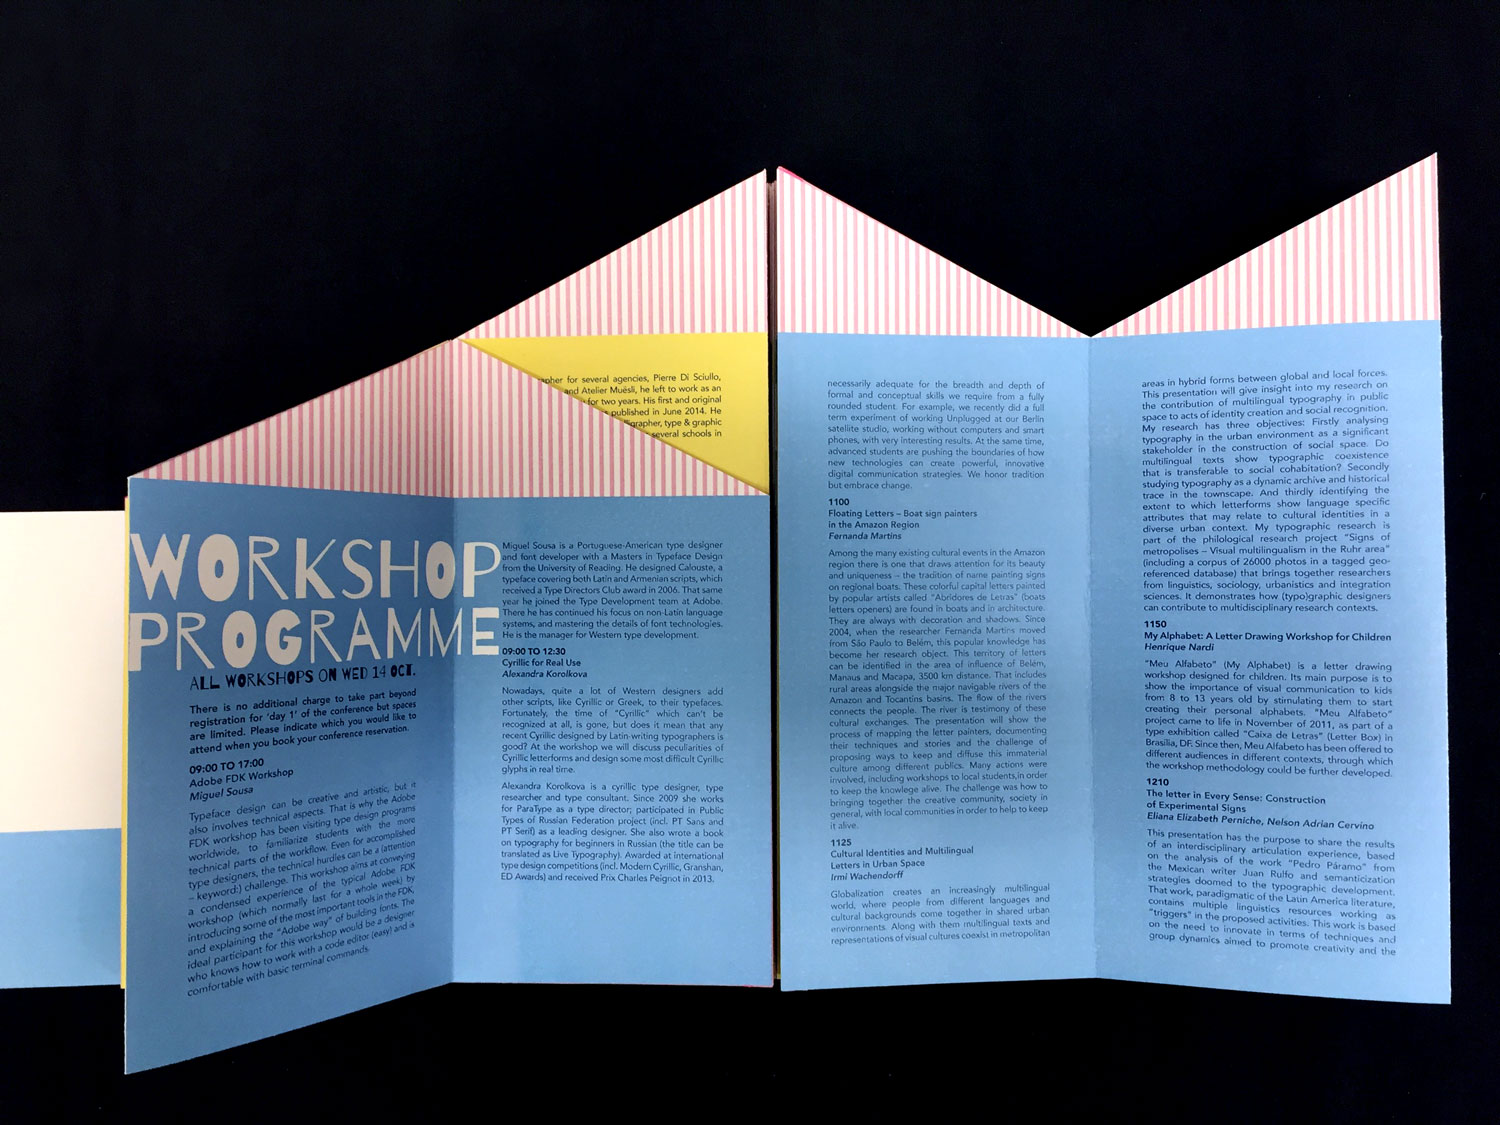 WORKSHOP
PROGRAMME
ALL WORKSHOPS ON WED 14 OCT.
There is no additional charge to take part beyond
registration for ‘day 1’ of the conference but spaces
are limited. Please indicate which you would like to
attend when you book your conference reservation.
09:00 TO 17:00
Adobe FDK Workshop
Miguel Sousa
Typeface design can be creative and artistic, but it
also involves technical aspects. That is why the Adobe
FDK workshop has been visiting type design programs
worldwide, to familiarize students with the more
technical parts of the workflow. Even for accomplished
type designers, the technical hurdles can be a (attention
– keyword:) challenge. This workshop aims at conveying
a condensed experience of the typical Adobe FDK
workshop (which normally last for a whole week) by
introducing some of the most important tools in the FDK,
and explaining the “Adobe way” of building fonts. The
ideal participant for this workshop would be a designer
who knows how to work with a code editor (easy) and is
comfortable with basic terminal commands.
Miguel Sousa is a Portuguese-American type designer
and font developer with a Masters in Typeface Design
from the University of Reading. He designed Calouste, a
typeface covering both Latin and Armenian scripts, which
received a Type Directors Club award in 2006. That same
year he joined the Type Development team at Adobe.
There he has continued his focus on non-Latin language
systems, and mastering the details of font technologies.
He is the manager for Western type development.
09:00 TO 12:30
Cyrillic for Real Use
Alexandra Korolkova
Nowadays, quite a lot of Western designers add
other scripts, like Cyrillic or Greek, to their typefaces.
Fortunately, the time of “Cyrillic” which can’t be
recognized at all, is gone, but does it mean that any
recent Cyrillic designed by Latin-writing typographers is
good? At the workshop we will discuss peculiarities of
Cyrillic letterforms and design some most difficult Cyrillic
glyphs in real time.
Alexandra Korolkova is a cyrillic type designer, type
researcher and type consultant. Since 2009 she works
for ParaType as a type director; participated in Public
Types of Russian Federation project (incl. PT Sans and
PT Serif) as a leading designer. She also wrote a book
on typography for beginners in Russian (the title can be
translated as Live Typography). Awarded at international
type design competitions (incl. Modern Cyrillic, Granshan,
ED Awards) and received Prix Charles Peignot in 2013.
for several agencies, Pierre Di Sciullo,
and Atelier Muésli, he left to work as an
for two years. His first and original
published in June 2014. He
type & graphic
several schools in
necessarily adequate for the breadth and depth of
formal and conceptual skills we require from a fully
rounded student. For example, we recently did a full
term experiment of working Unplugged at our Berlin
satellite studio, working without computers and smart
phones, with very interesting results. At the same time,
advanced students are pushing the boundaries of how
new technologies can create powerful, innovative
digital communication strategies. We honor tradition
but embrace change.
1100
Floating Letters – Boat sign painters
in the Amazon Region
Fernanda Martins
Among the many existing cultural events in the Amazon
region there is one that draws attention for its beauty
and uniqueness – the tradition of name painting signs
on regional boats. These colorful capital letters painted
by popular artists called “Abridores de Letras” (boats
letters openers) are found in boats and in architecture.
They are always with decoration and shadows. Since
2004, when the researcher Fernanda Martins moved
from São Paulo to Belém, this popular knowledge has
become her research object. This territory of letters
can be identified in the area of influence of Belém,
Manaus and Macapa, 3500 km distance. That includes
rural areas alongside the major navigable rivers of the
Amazon and Tocantins basins. The flow of the rivers
connects the people. The river is testimony of these
cultural exchanges. The presentation will show the
process of mapping the letter painters, documenting
their techniques and stories and the challenge of
proposing ways to keep and diffuse this immaterial
culture among different publics. Many actions were
involved, including workshops to local students,in order
to keep the knowlege alive. The challenge was how to
bringing together the creative community, society in
general, with local communities in order to help to keep
it alive.
1125
Cultural Identities and Multilingual
Letters in Urban Space
Irmi Wachendorff
Globalization creates an increasingly multilingual
world, where people from different languages and
cultural backgrounds come together in shared urban
environments. Along with them multilingual texts and
representations of visual cultures coexist in metropolitan
areas in hybrid forms between global and local forces.
This presentation will give insight into my research on
the contribution of multilingual typography in public
space to acts of identity creation and social recognition.
My research has three objectives: Firstly analysing
typography in the urban environment as a significant
stakeholder in the construction of social space. Do
multilingual texts show typographic coexistence
that is transferable to social cohabitation? Secondly
studying typography as a dynamic archive and historical
trace in the townscape. And thirdly identifying the
extent to which letterforms show language specific
attributes that may relate to cultural identities in a
diverse urban context. My typographic research is
part of the philological research project “Signs of
metropolises – Visual multilingualism in the Ruhr area”
(including a corpus of 26000 photos in a tagged geo-
referenced database) that brings together researchers
from linguistics, sociology, urbanistics and integration
sciences. It demonstrates how (typo)graphic designers
can contribute to multidisciplinary research contexts.
1150
My Alphabet: A Letter Drawing Workshop for Children
Henrique Nardi
“Meu Alfabeto” (My Alphabet) is a letter drawing
workshop designed for children. Its main purpose is to
show the importance of visual communication to kids
from 8 to 13 years old by stimulating them to start
creating their personal alphabets. “Meu Alfabeto”
project came to life in November of 2011, as part of a
type exhibition called “Caixa de Letras” (Letter Box) in
Brasilia, DF. Since then, Meu Alfabeto has been offered to
different audiences in different contexts, through which
the workshop methodology could be further developed.
1210
The letter in Every Sense: Construction
of Experimental Signs
Eliana Elizabeth Perniche, Nelson Adrian Cervino
This presentation has the purpose to share the results
of an interdisciplinary articulation experience, based
on the analysis of the work “Pedro Páramo” from
the Mexican writer Juan Rulfo and semanticization
strategies doomed to the typographic development.
That work, paradigmatic of the Latin America literature,
contains multiple linguistics resources working as
“triggers” in the proposed activities. This work is based
on the need to innovate in terms of techniques and
group dynamics aimed to promote creativity and the